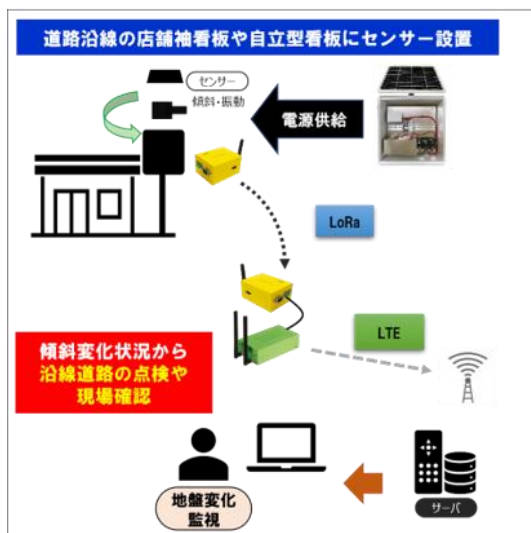 道路沿線の店舗袖看板や自立型看板にセンサー設置
センサー
傾斜・振動
電源供給
LoRa
LTE
傾斜変化状況から
沿線道路の点検や
現場確認
地盤変化
監視
サーバ